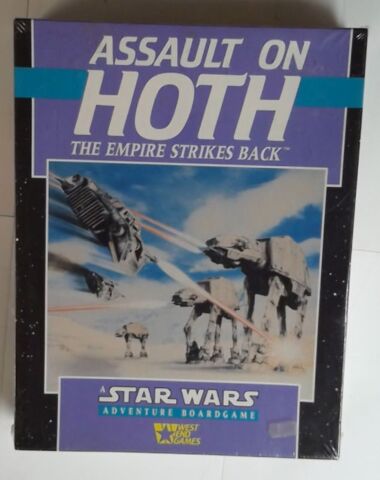 ASSAULT ON
HOTH
THE EMPIRE STRIKES BACK™
A
STAR WARS
ADVENTURE BOARDGAME
WEST
END
GAMES